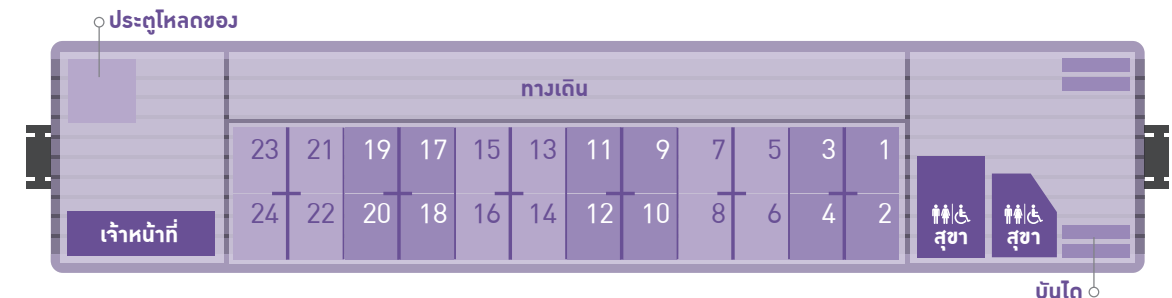 ประตูโหลดของ
ทางเดิน
23 21 19 17 15 13 11 9 7 5 3 1
24 22 20 18 16 14 12 10 8 6 4 2
เจ้าหน้าที่
สุขา
สุขา
บันได